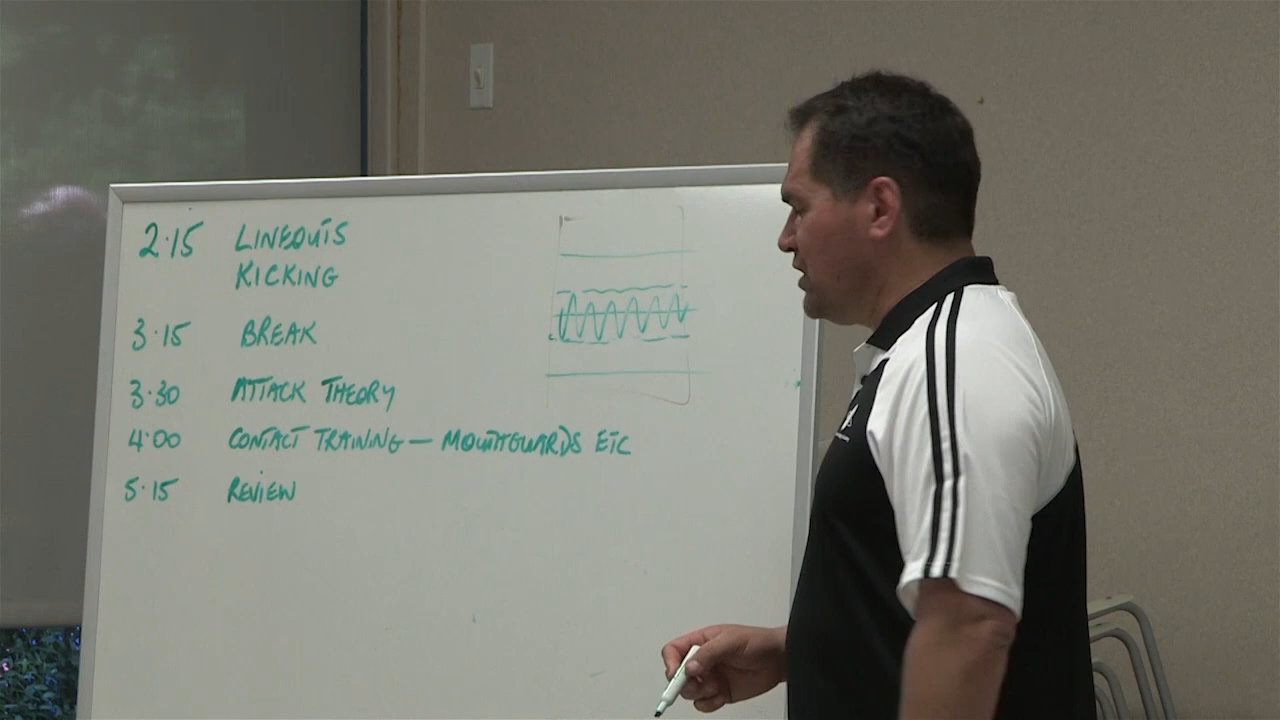 2.15 LINEOUTS
KICKING
3.15 BREAK
3.30 ATTACK THEORY
4.00 CONTACT TRAINING - MOUTHGUARDS ETC
5.15 REVIEW